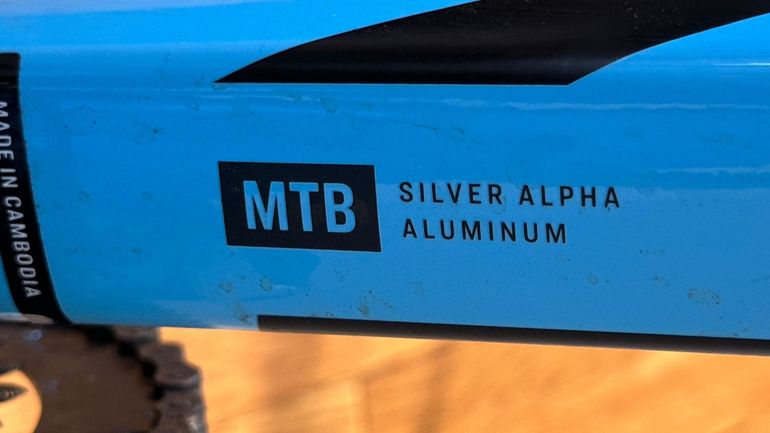 MADE IN CAMBODIA
MTB
SILVER ALPHA
ALUMINUM